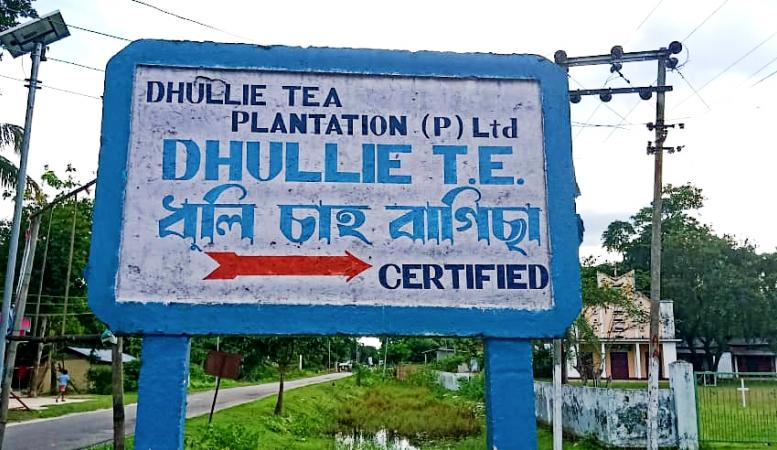 DHULLIE TEA
PLANTATION (P) Ltd
DHULLIE T.E.
ধূলি চাহ বাগিছা
CERTIFIED